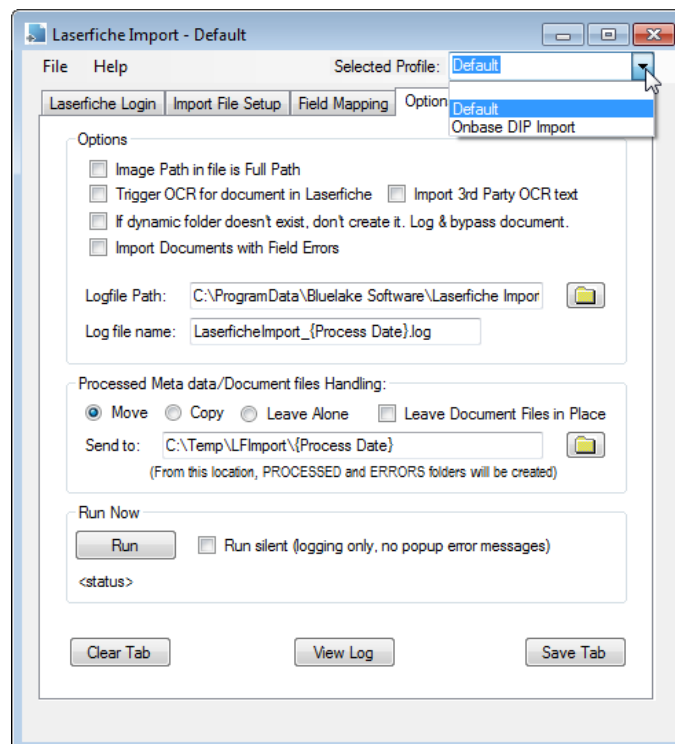 Laserfiche Import - Default
File Help Selected Profile: Default
Laserfiche Login Import File Setup Field Mapping Option
Default
Onbase DIP Import
Options
Image Path in file is Full Path
Trigger OCR for document in Laserfiche Import 3rd Party OCR text
If dynamic folder doesn't exist, don't create it. Log & bypass document.
Import Documents with Field Errors
Logfile Path: C:\ProgramData\Bluelake Software\Laserfiche Impor
Log file name: LaserficheImport_{Process Date}.log
Processed Meta data/Document files Handling:
Move Copy Leave Alone Leave Document Files in Place
Send to: C:\Temp\LFImport\{Process Date}
(From this location, PROCESSED and ERRORS folders will be created)
Run Now
Run Run silent (logging only, no popup error messages)
<status>
Clear Tab View Log Save Tab